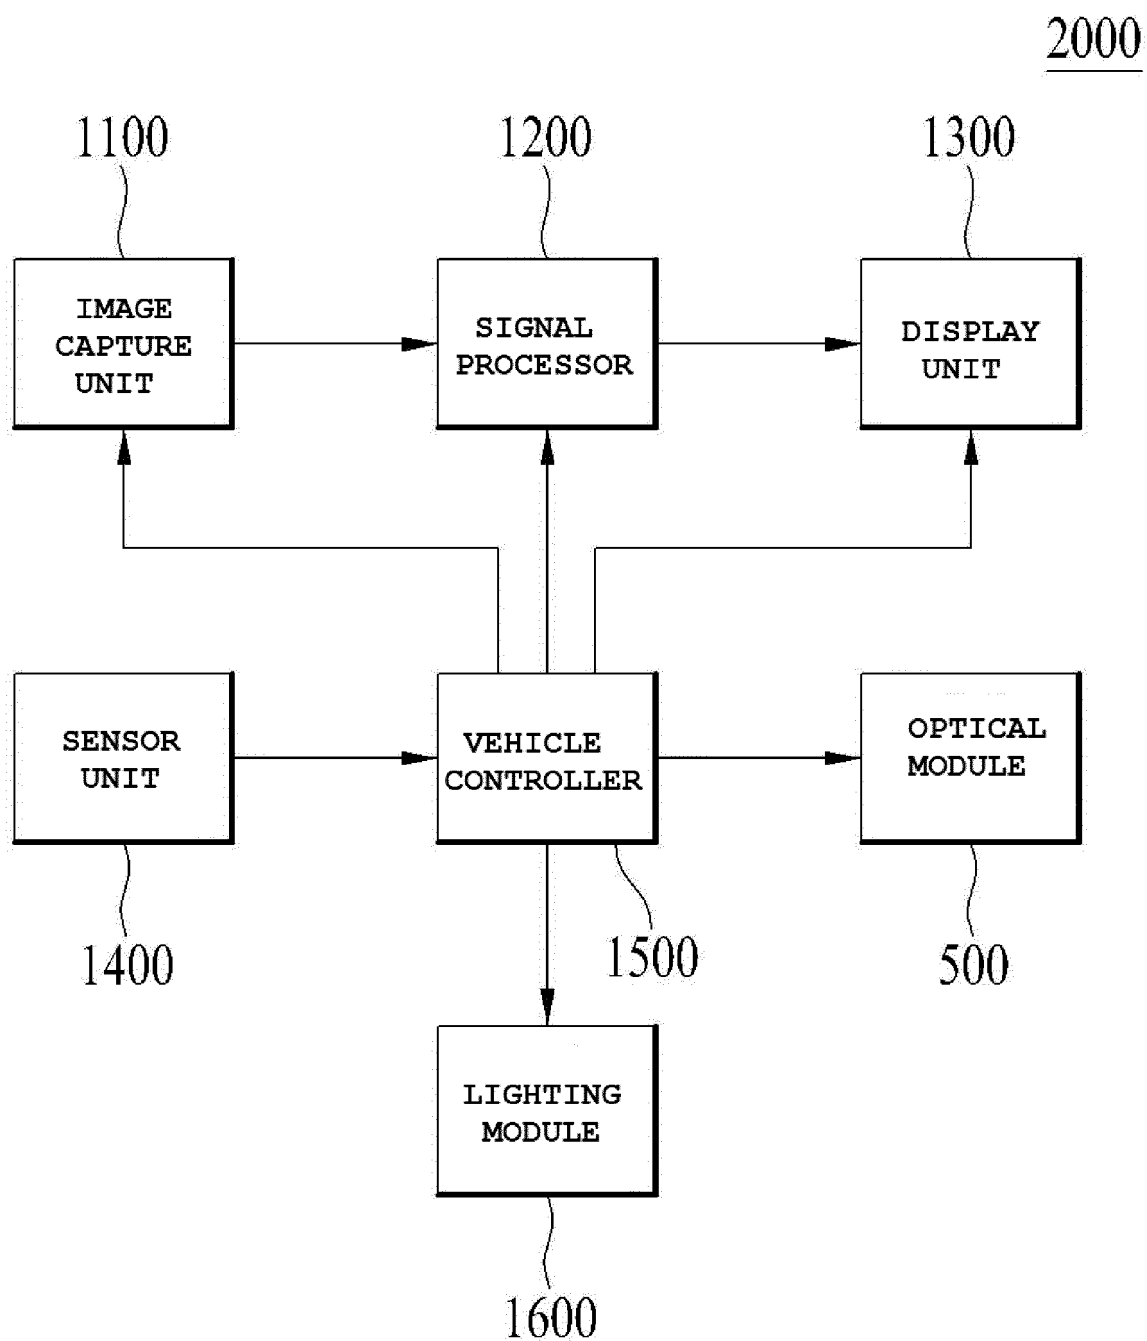 2000
1100
1200
1300
IMAGE
CAPTURE
UNIT
SIGNAL
PROCESSOR
DISPLAY
UNIT
SENSOR
UNIT
VEHICLE
CONTROLLER
OPTICAL
MODULE
1400
1500
500
LIGHTING
MODULE
1600